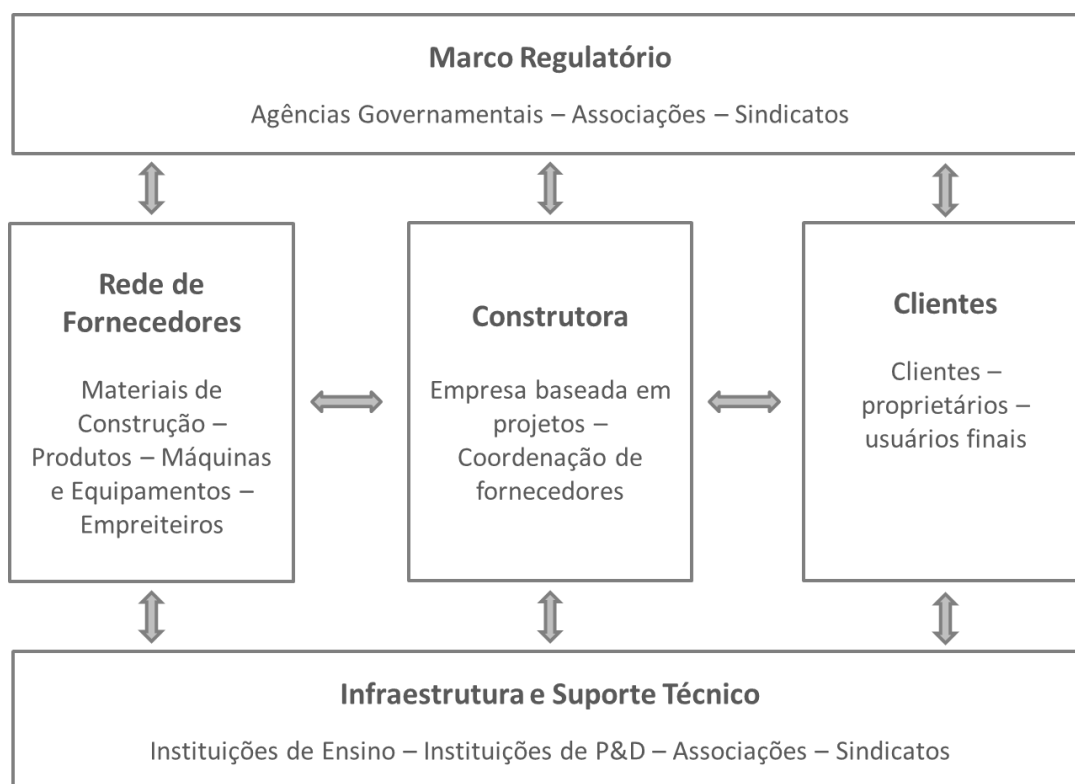 Marco Regulatório
Agências Governamentais – Associações – Sindicatos
Rede de
Fornecedores
Materiais de
Construção –
Produtos – Máquinas
e Equipamentos –
Empreiteiros
Construtora
Empresa baseada em
projetos –
Coordenação de
fornecedores
Clientes
Clientes –
proprietários –
usuários finais
Infraestrutura e Suporte Técnico
Instituições de Ensino – Instituições de P&D – Associações – Sindicatos